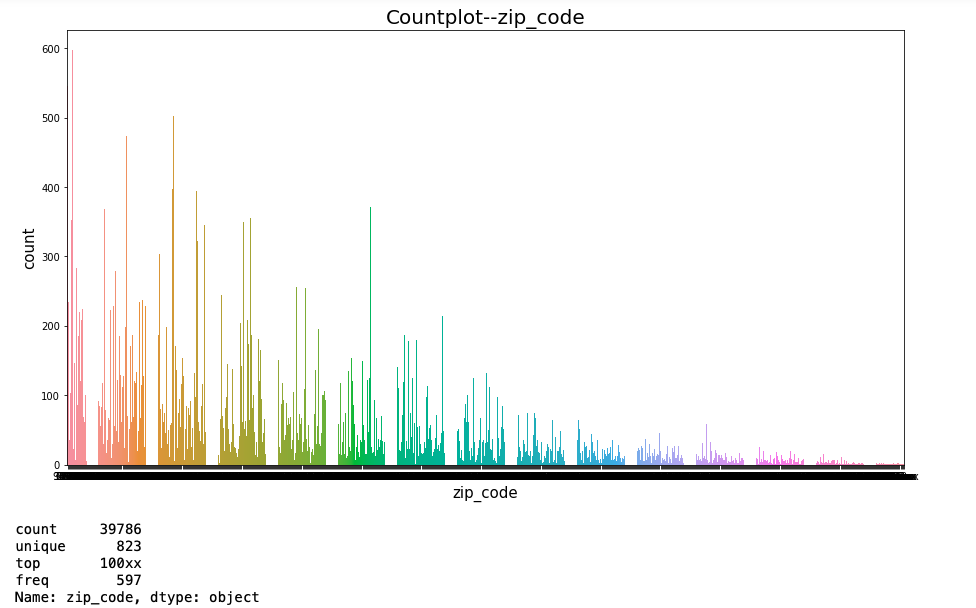 Countplot--zip_code
600
500
400
300
200
100
0
count
zip_code
count 39786
unique 823
top 100xx
freq 597
Name: zip_code, dtype: object